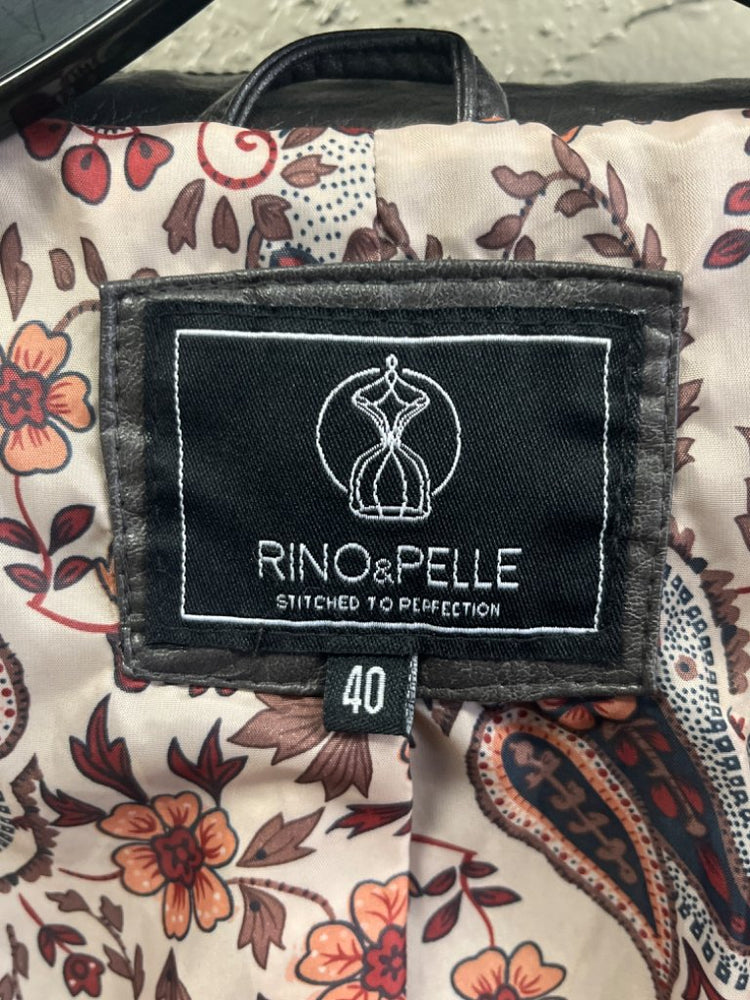 RINO&PELLE
STITCHED TO PERFECTION
40